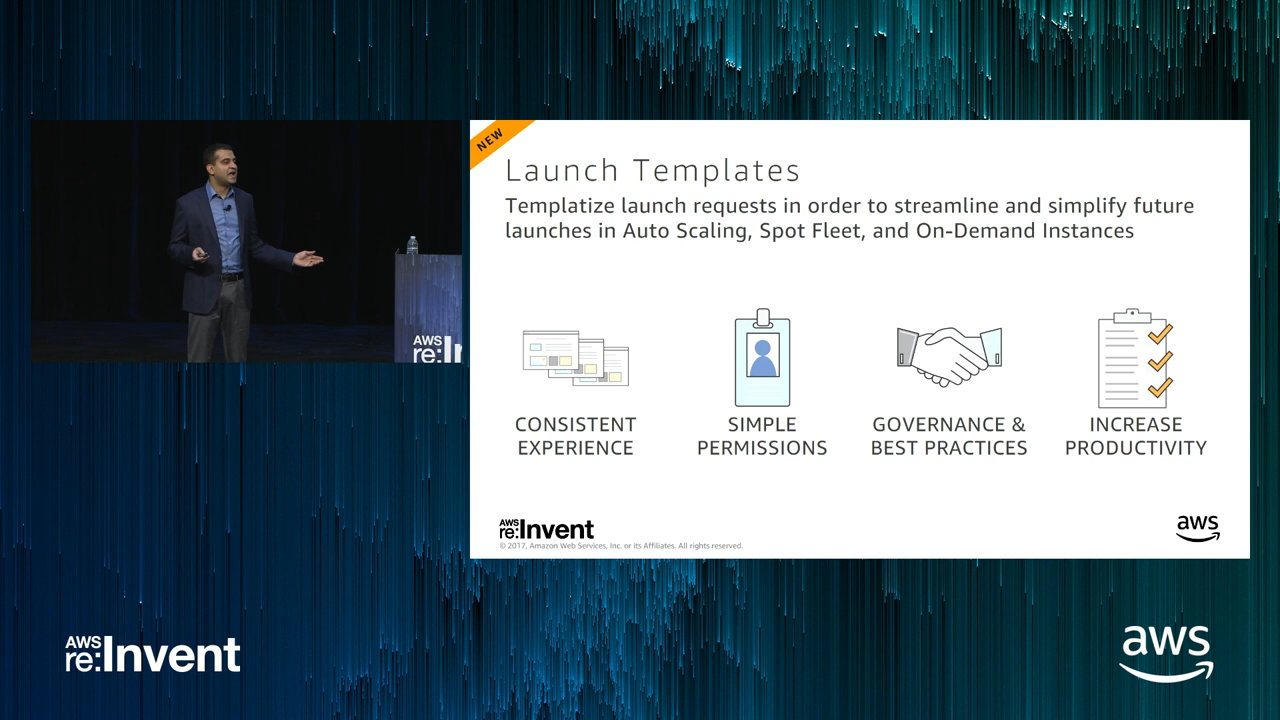 NEW
Launch Templates
Templatize launch requests in order to streamline and simplify future
launches in Auto Scaling, Spot Fleet, and On-Demand Instances
CONSISTENT
EXPERIENCE
SIMPLE
PERMISSIONS
GOVERNANCE &
BEST PRACTICES
INCREASE
PRODUCTIVITY
AWS
re:Invent
© 2017, Amazon Web Services, Inc. or its Affiliates. All rights reserved.
aws
AWS
re:I
AWS
re:Invent
aws